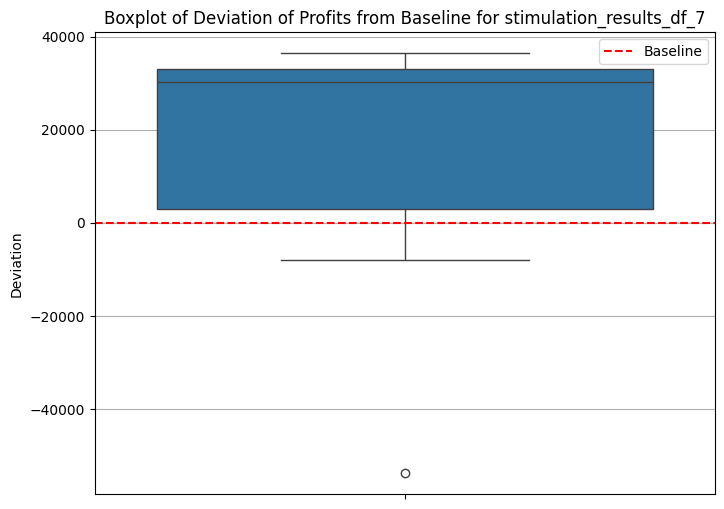 Boxplot of Deviation of Profits from Baseline for stimulation_results_df_7
Baseline
Deviation
40000
20000
0
−20000
−40000